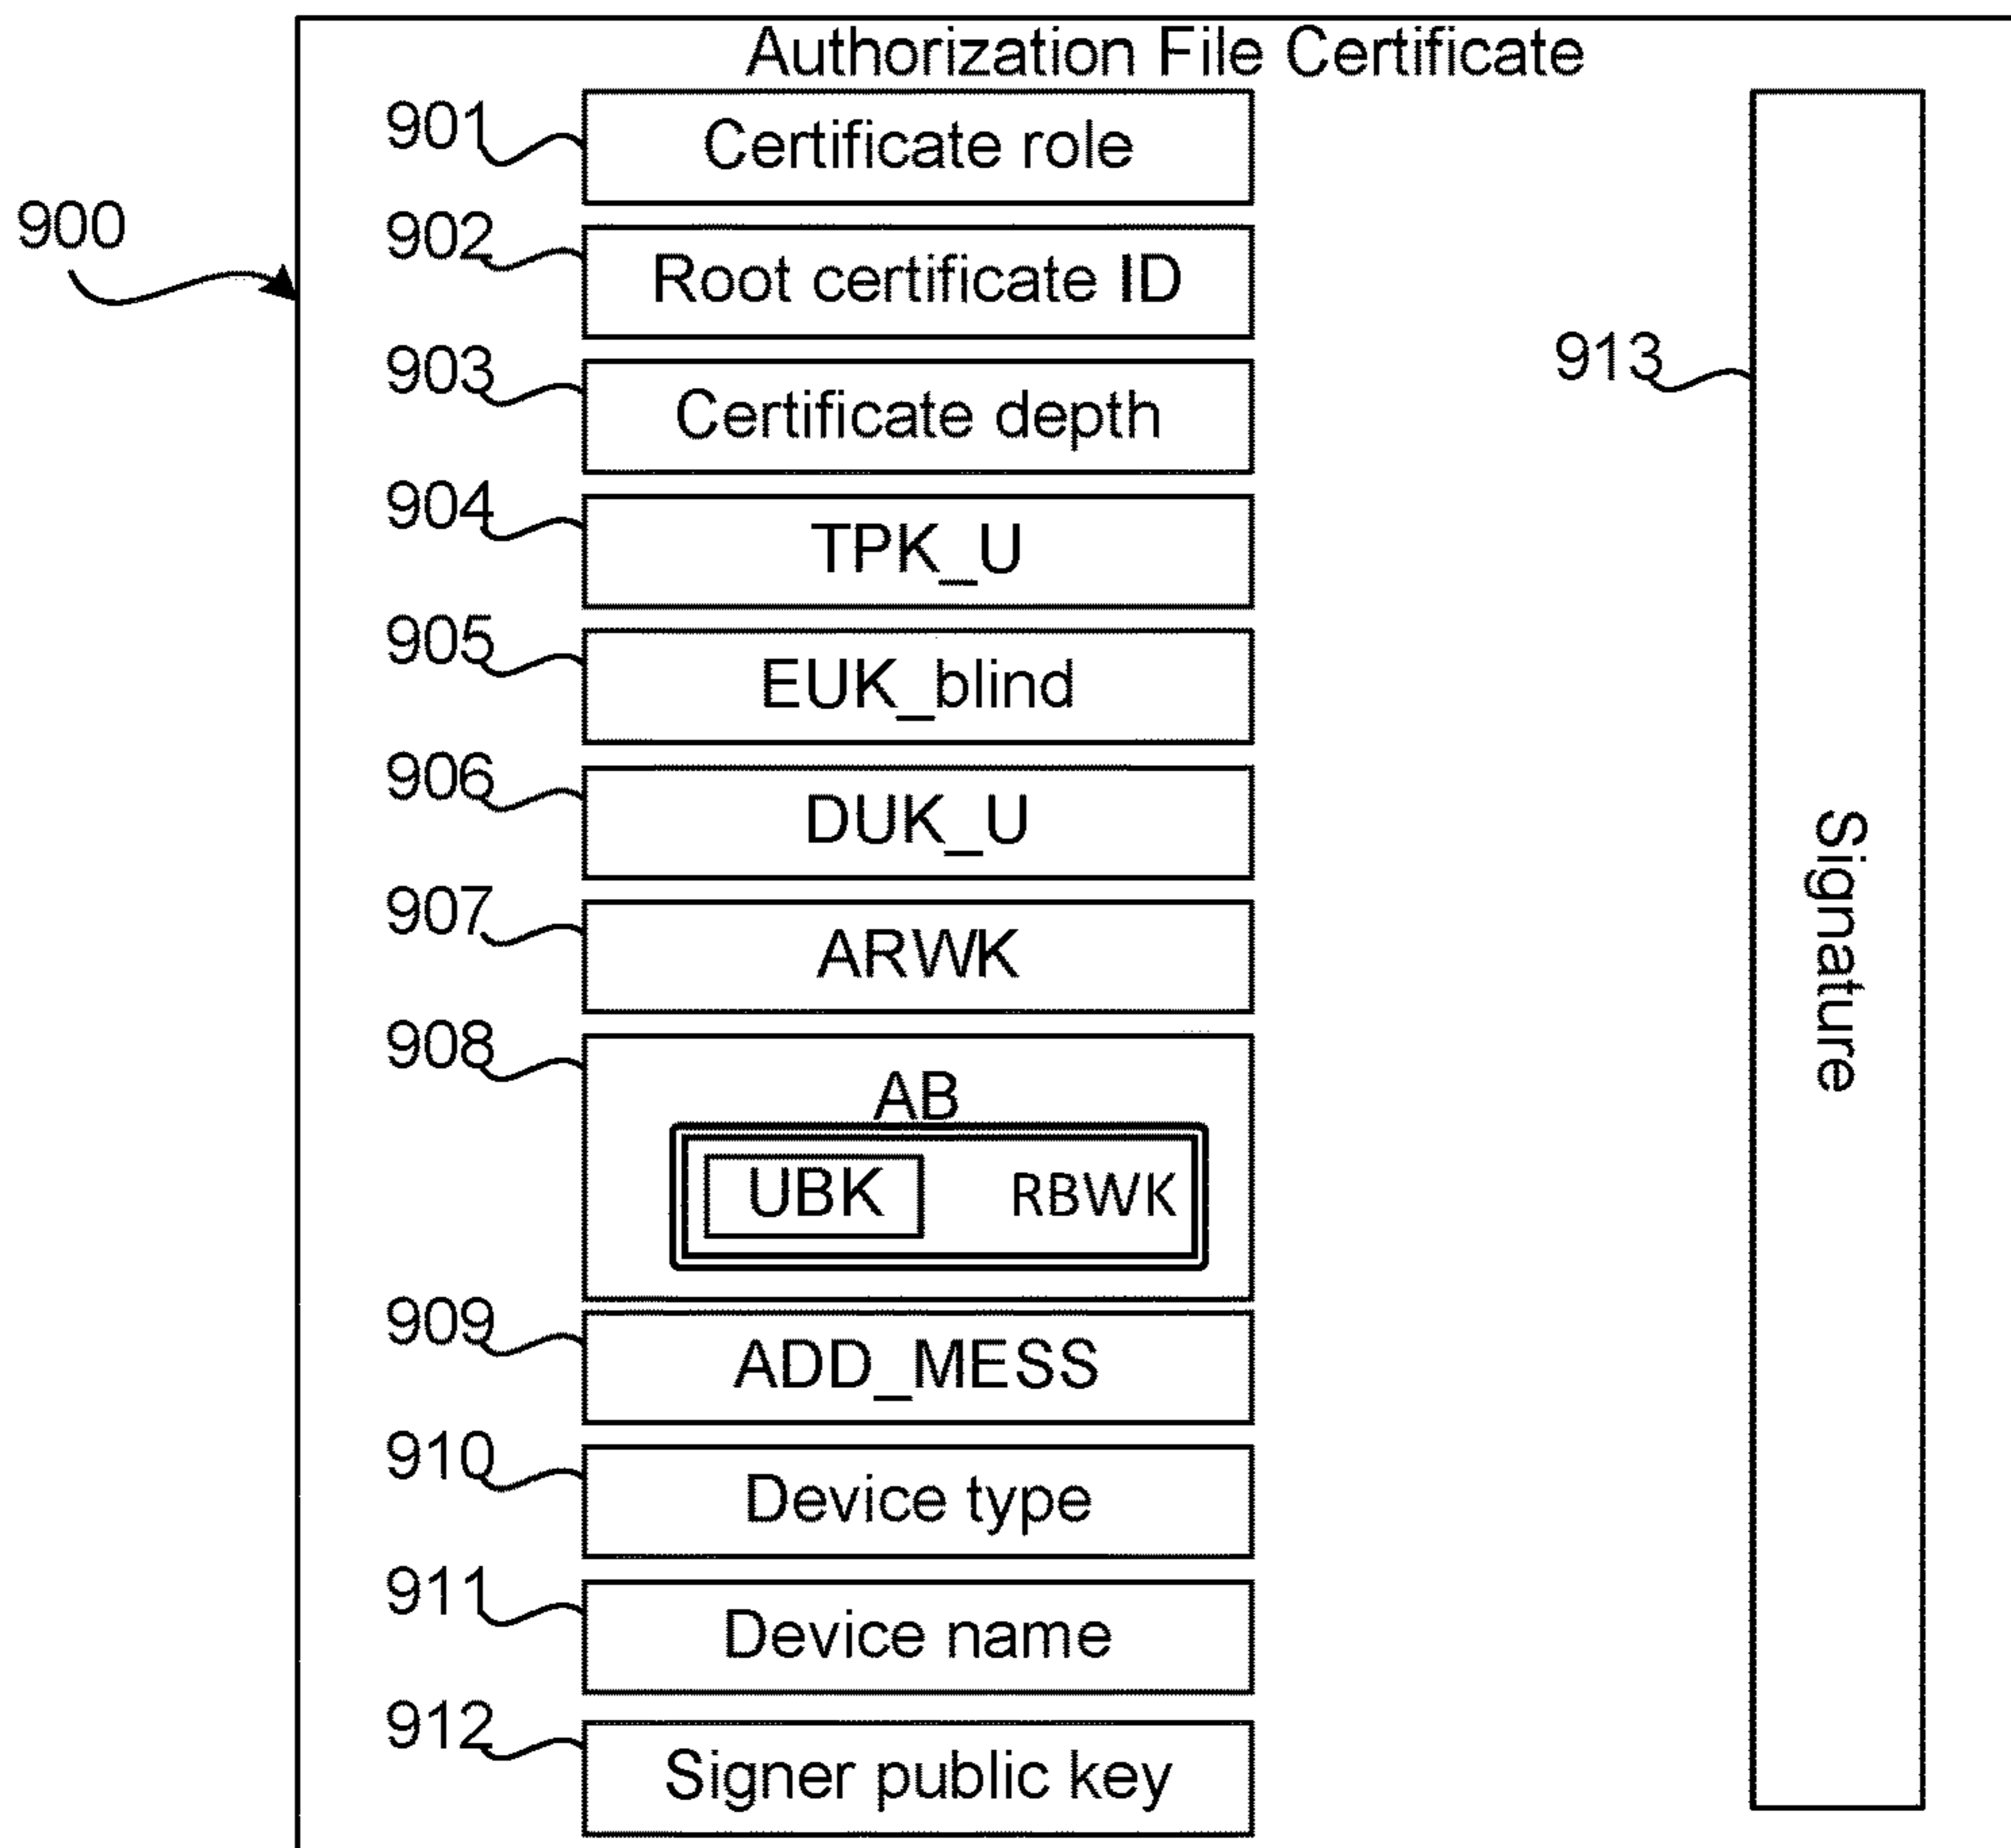 Authorization File Certificate
900
901
Certificate role
902
Root certificate ID
903
Certificate depth
904
TPK_U
905
EUK_blind
906
DUK_U
907
ARWK
908
AB
UBK RBWK
909
ADD_MESS
910
Device type
911
Device name
912
Signer public key
913
Signature